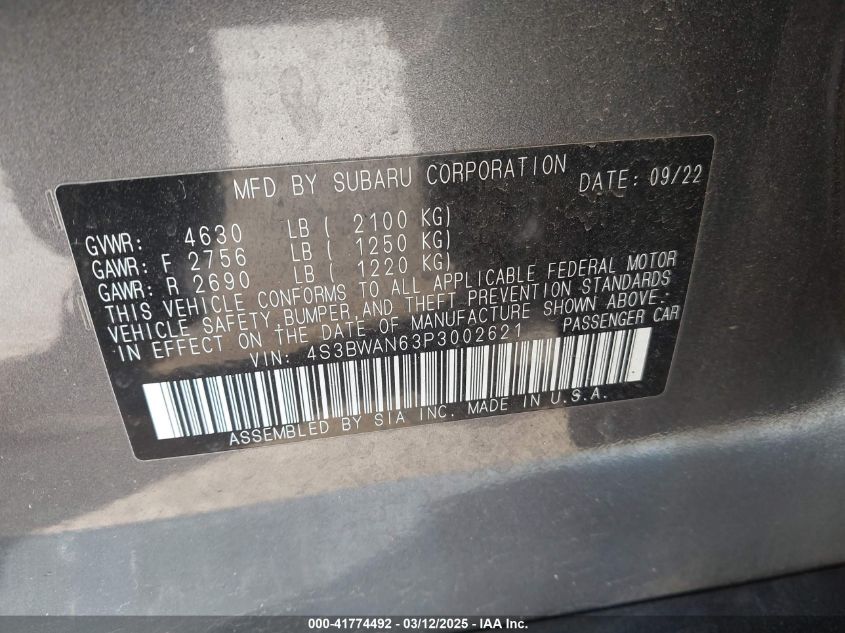 MFD BY SUBARU CORPORATION DATE: 09/22
GVWR: 4630 LB ( 2100 KG)
GAWR: F 2756 LB ( 1250 KG)
GAWR: R 2690 LB ( 1220 KG)
THIS VEHICLE CONFORMS TO ALL APPLICABLE FEDERAL MOTOR
VEHICLE SAFETY,BUMPER,AND THEFT PREVENTION STANDARDS
IN EFFECT ON THE DATE OF MANUFACTURE SHOWN ABOVE.
VIN: 4S3BWAN63P3002621 PASSENGER CAR
ASSEMBLED BY SIA INC. MADE IN U.S.A.
000-41774492 - 03/12/2025 - IAA Inc.